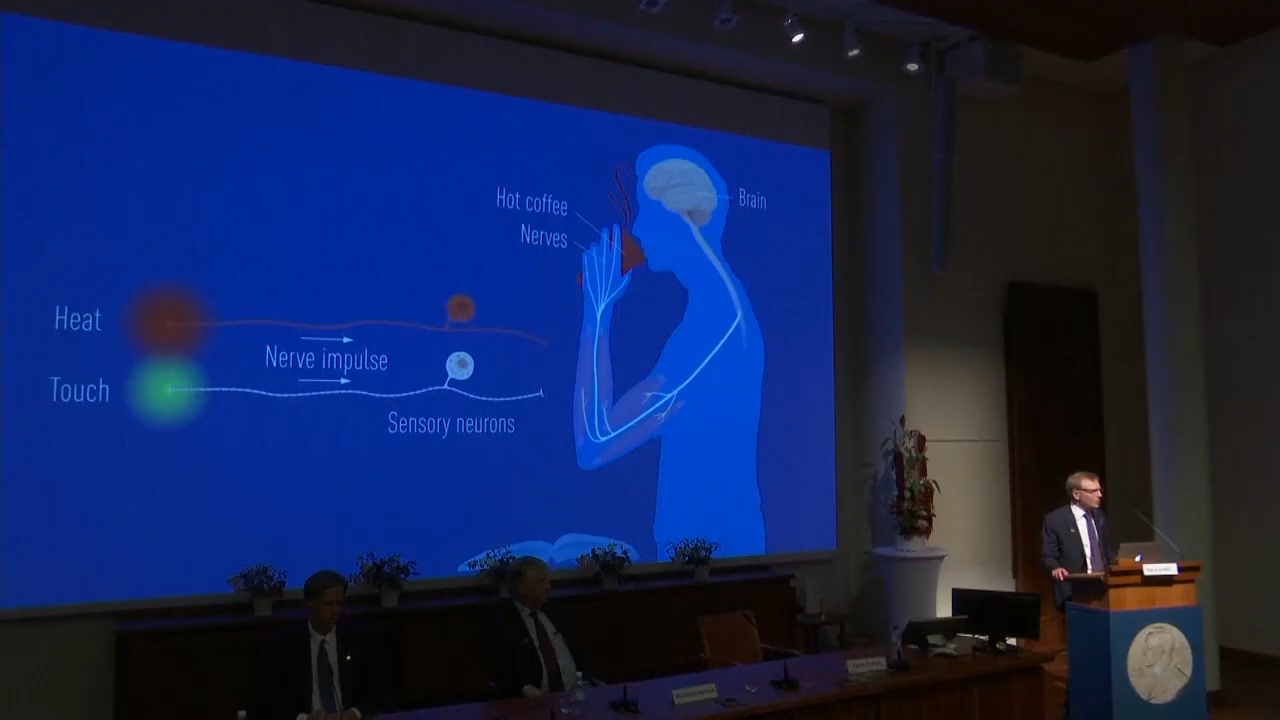 Hot coffee
Brain
Nerves
Heat
Nerve impulse
Touch
Sensory neurons